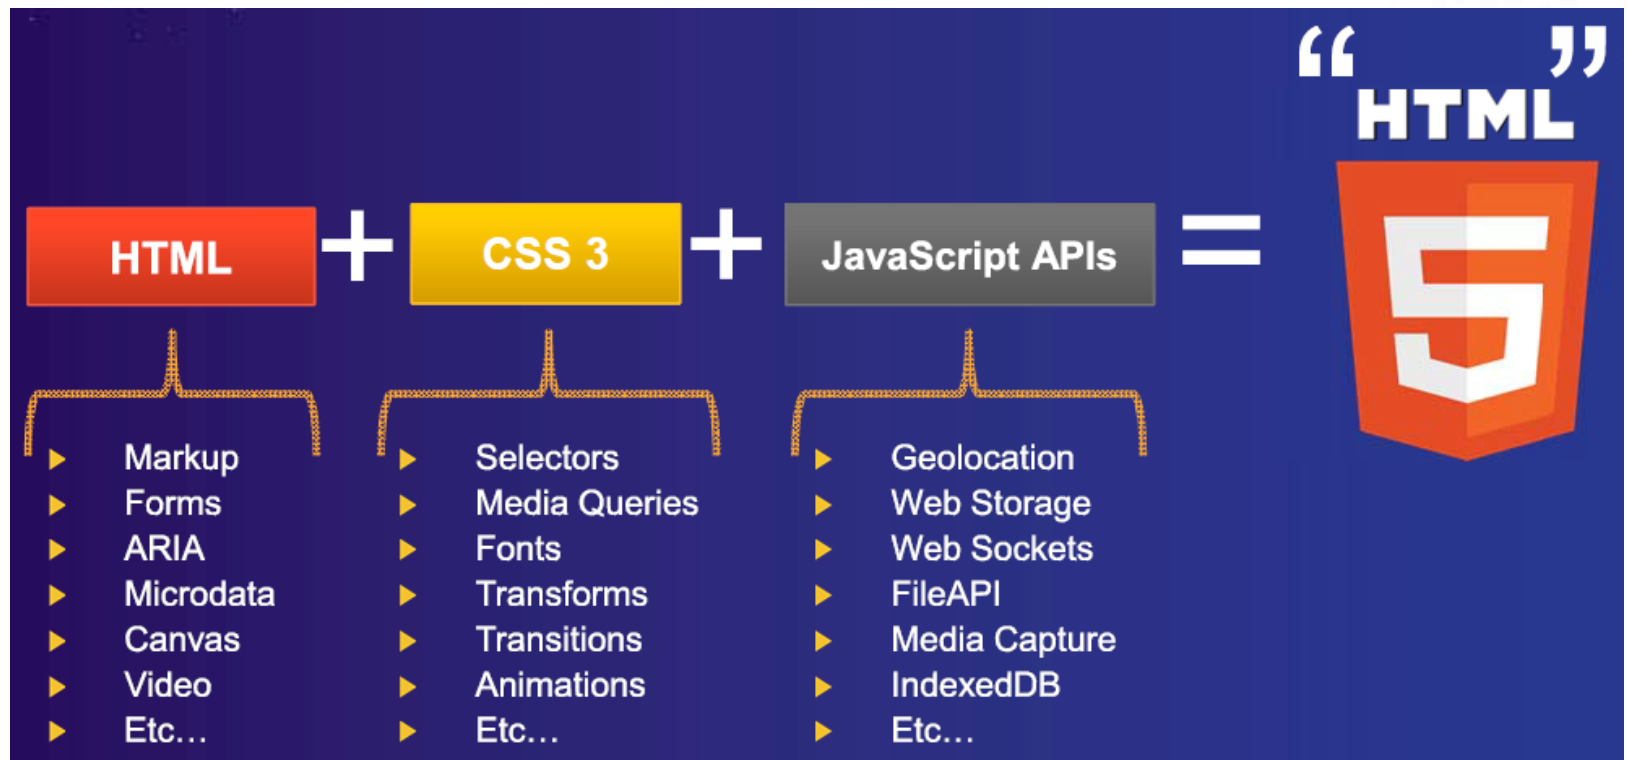 “ ”
HTML
5
HTML + CSS 3 + JavaScript APIs =
Markup
Forms
ARIA
Microdata
Canvas
Video
Etc...
Selectors
Media Queries
Fonts
Transforms
Transitions
Animations
Etc...
Geolocation
Web Storage
Web Sockets
FileAPI
Media Capture
IndexedDB
Etc...